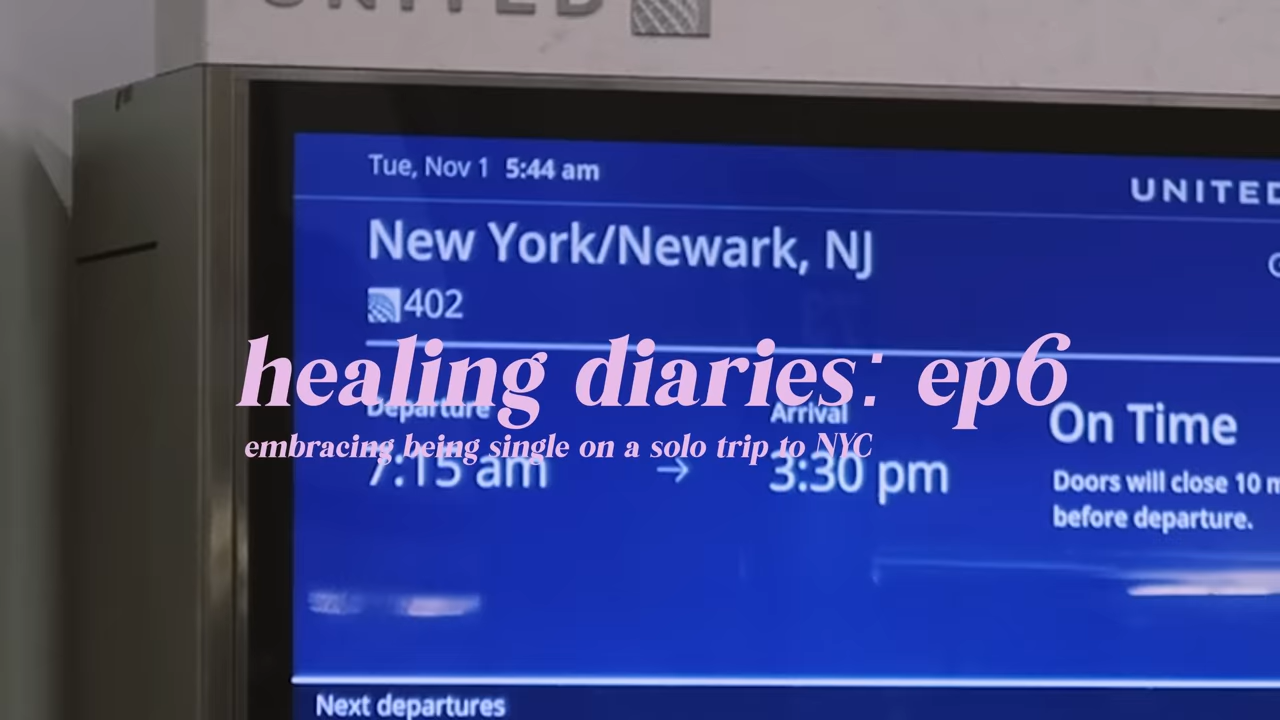 UNITED
Tue, Nov 1 5:44 am
UNITED
New York/Newark, NJ
402
healing diaries: ep6
Departure
Arrival
On Time
embracing being single on a solo trip to NYC
7:15 am → 3:30 pm
Doors will close 10
before departure.
Next departures